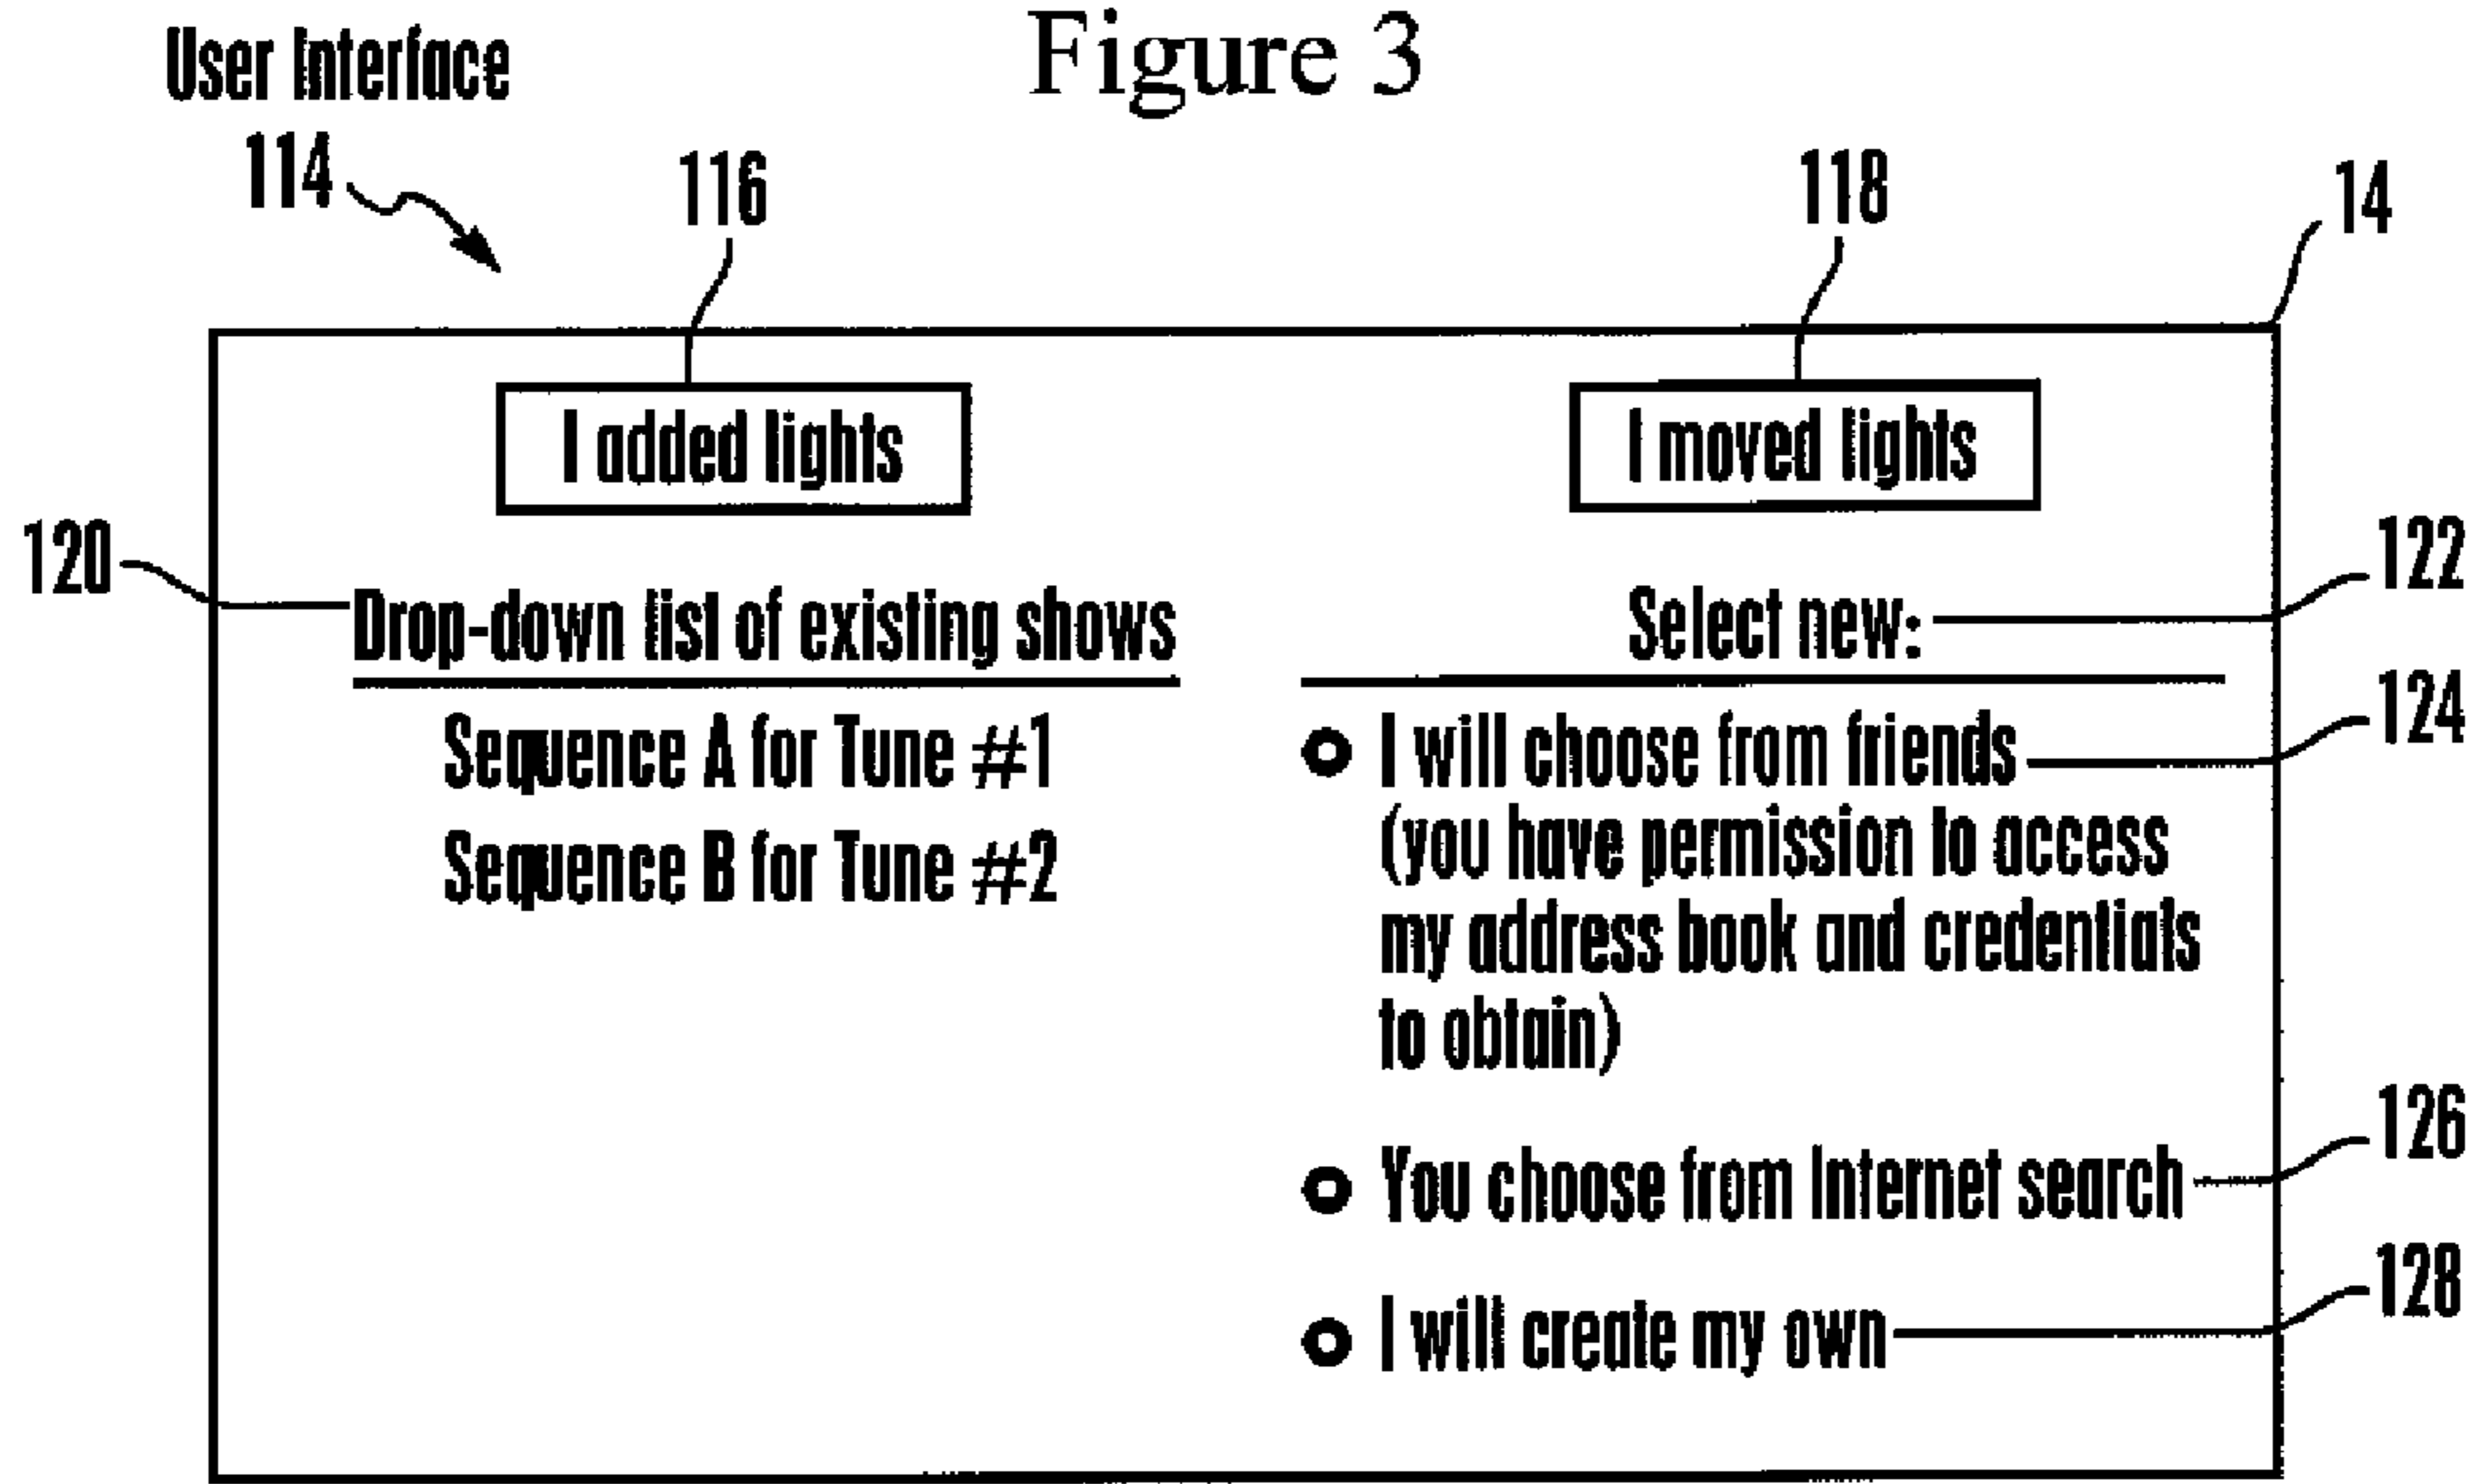 Figure 3
User Interface
114
116
118
14
I added lights
I moved lights
120
Drop-down list of existing shows
Sequence A for Tune #1
Sequence B for Tune #2
Select new:
122
I will choose from friends
124
(you have permission to access
my address book and credentials
to obtain)
You choose from Internet search
126
I will create my own
128